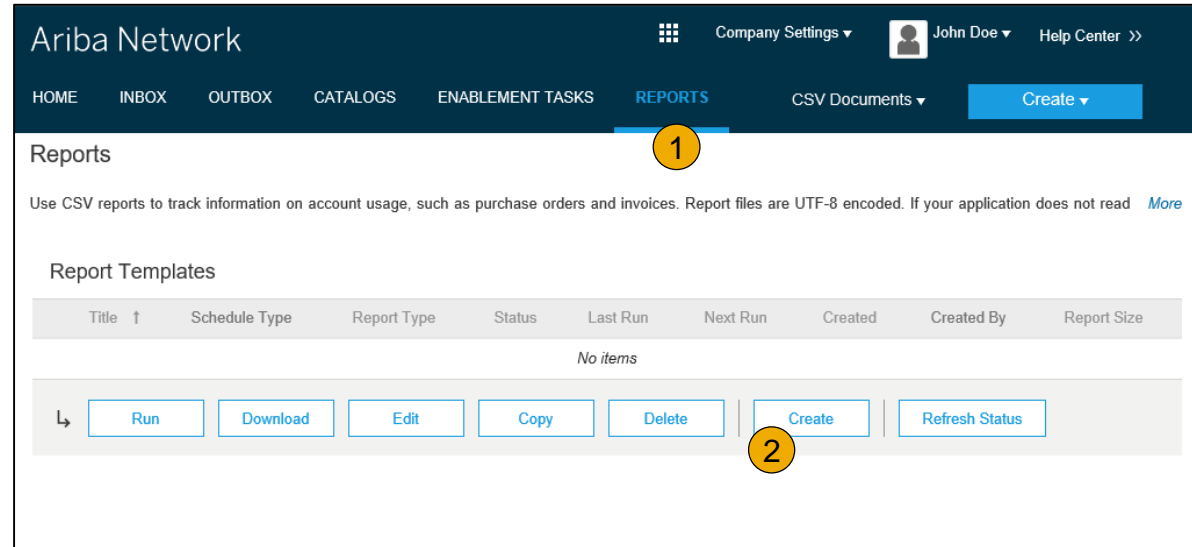 Ariba Network
Company Settings ▾
John Doe ▾
Help Center >>
HOME INBOX OUTBOX CATALOGS ENABLEMENT TASKS REPORTS CSV Documents ▾ Create ▾
1
Reports
Use CSV reports to track information on account usage, such as purchase orders and invoices. Report files are UTF-8 encoded. If your application does not read More
Report Templates
Title ↑ Schedule Type Report Type Status Last Run Next Run Created Created By Report Size
No items
Run Download Edit Copy Delete Create Refresh Status
2